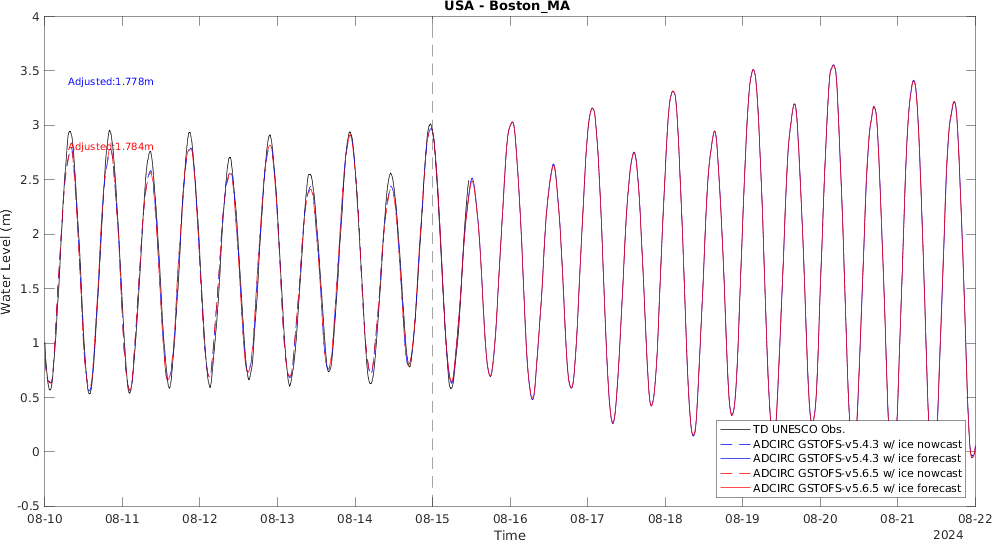 USA - Boston_MA
4
3.5
3
2.5
2
1.5
1
0.5
0
-0.5
Water Level (m)
Adjusted:1.778m
Adjusted:1.784m
TD UNESCO Obs.
ADCIRC GSTOFS-v5.4.3 w/ ice nowcast
ADCIRC GSTOFS-v5.4.3 w/ ice forecast
ADCIRC GSTOFS-v5.6.5 w/ ice nowcast
ADCIRC GSTOFS-v5.6.5 w/ ice forecast
08-10 08-11 08-12 08-13 08-14 08-15 08-16 08-17 08-18 08-19 08-20 08-21 08-22
Time
2024